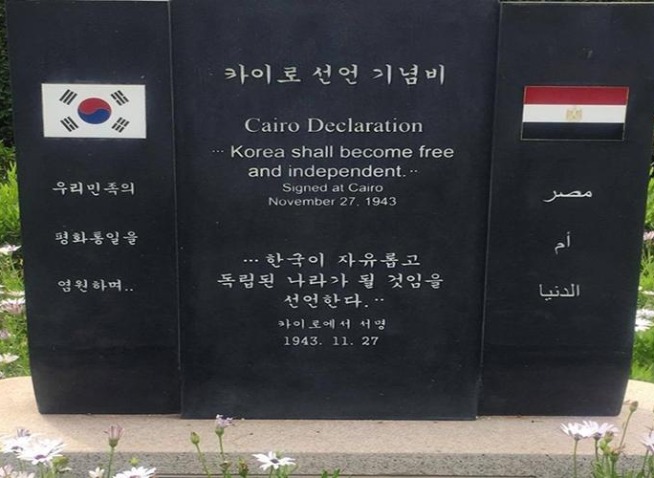 카이로 선언 기념비
Cairo Declaration
... Korea shall become free
and independent. ..
Signed at Cairo
November 27, 1943
... 한국이 자유롭고
독립된 나라가 될 것임을
선언한다. ..
카이로에서 서명
1943. 11. 27
우리민족의
평화통일을
염원하며..
مصر
أم
الدنيا